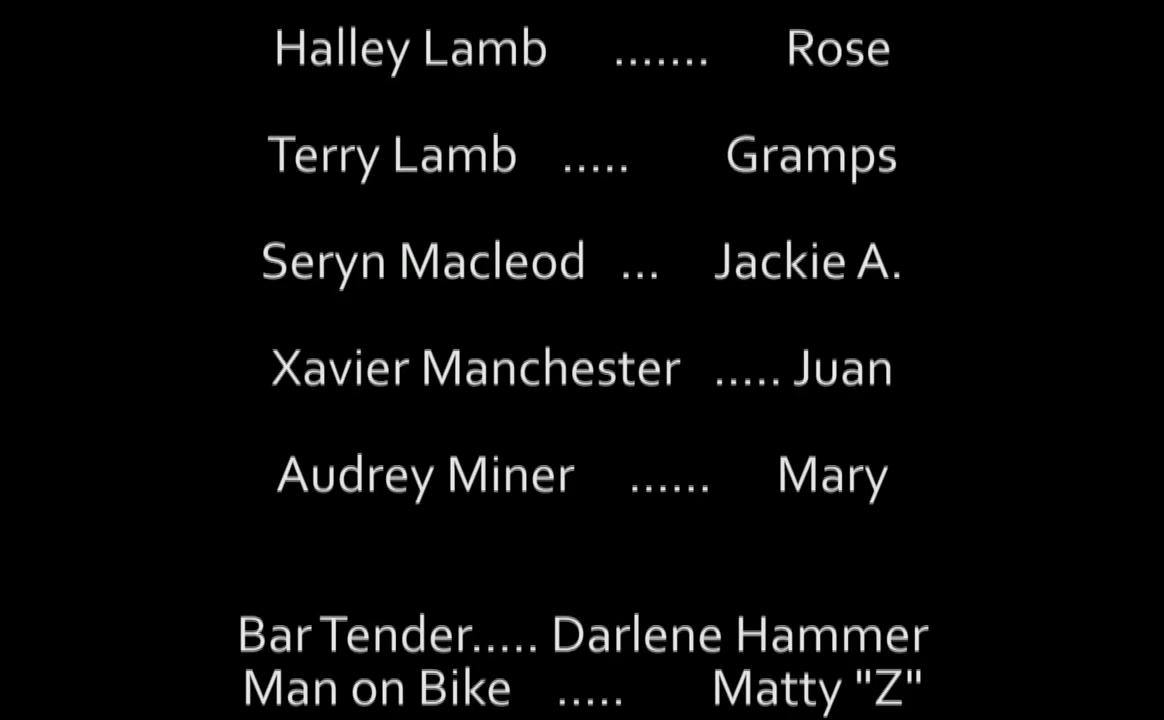 Halley Lamb ....... Rose
Terry Lamb ..... Gramps
Seryn Macleod ... Jackie A.
Xavier Manchester ..... Juan
Audrey Miner ...... Mary
Bar Tender..... Darlene Hammer
Man on Bike ..... Matty "Z"